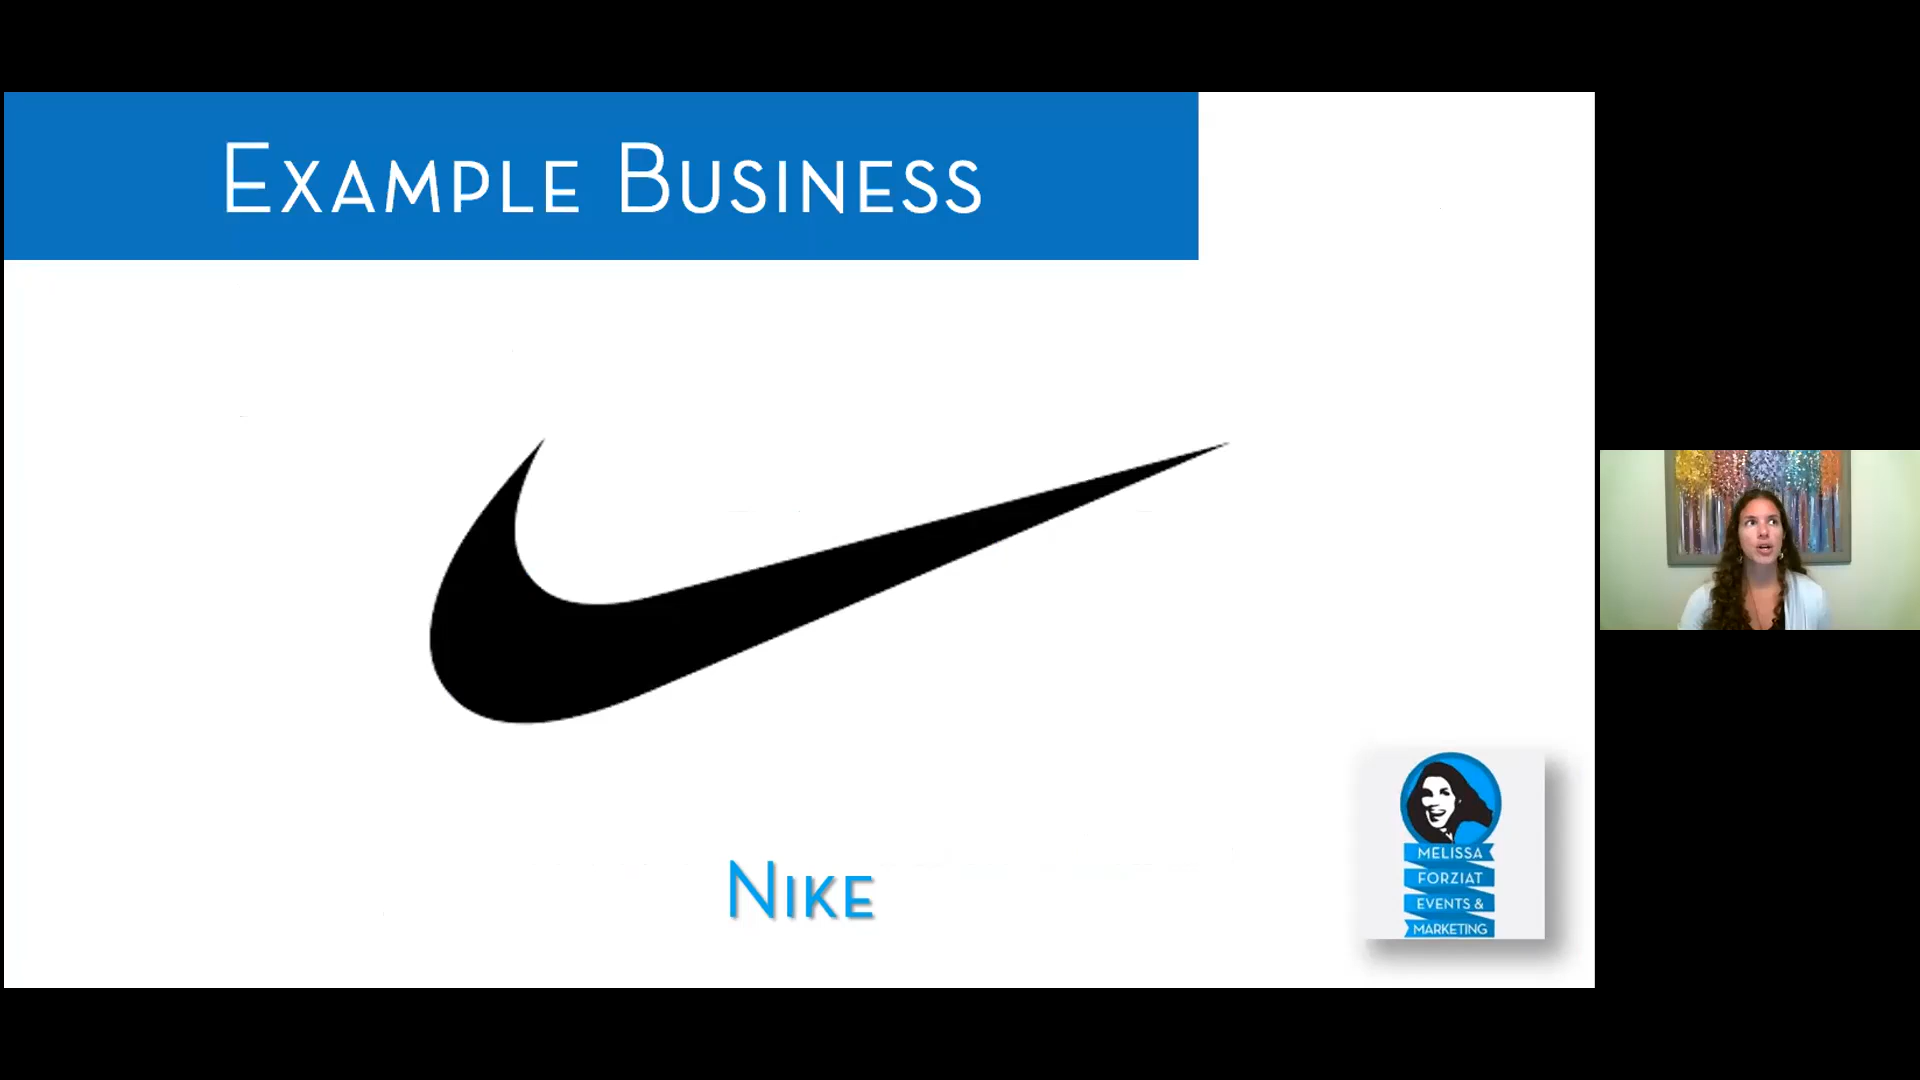 Example Business
Nike
MELISSA
FORZIAT
EVENTS &
MARKETING